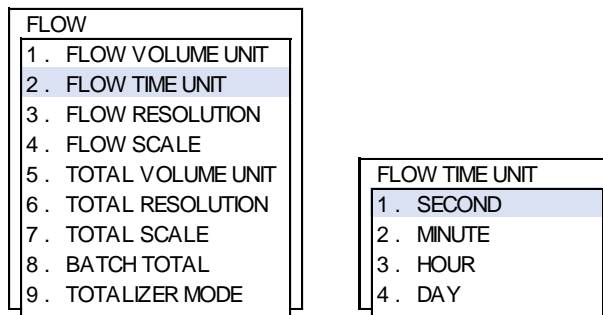 FLOW
1. FLOW VOLUME UNIT
2. FLOW TIME UNIT
3. FLOW RESOLUTION
4. FLOW SCALE
5. TOTAL VOLUME UNIT
6. TOTAL RESOLUTION
7. TOTAL SCALE
8. BATCH TOTAL
9. TOTALIZER MODE
FLOW TIME UNIT
1. SECOND
2. MINUTE
3. HOUR
4. DAY